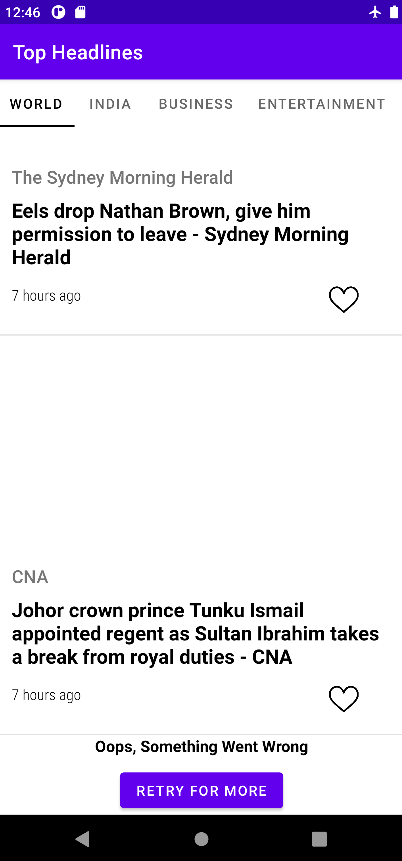 12:46
Top Headlines
WORLD INDIA BUSINESS ENTERTAINMENT
The Sydney Morning Herald
Eels drop Nathan Brown, give him
permission to leave - Sydney Morning
Herald
7 hours ago
CNA
Johor crown prince Tunku Ismail
appointed regent as Sultan Ibrahim takes
a break from royal duties - CNA
7 hours ago
Oops, Something Went Wrong
RETRY FOR MORE